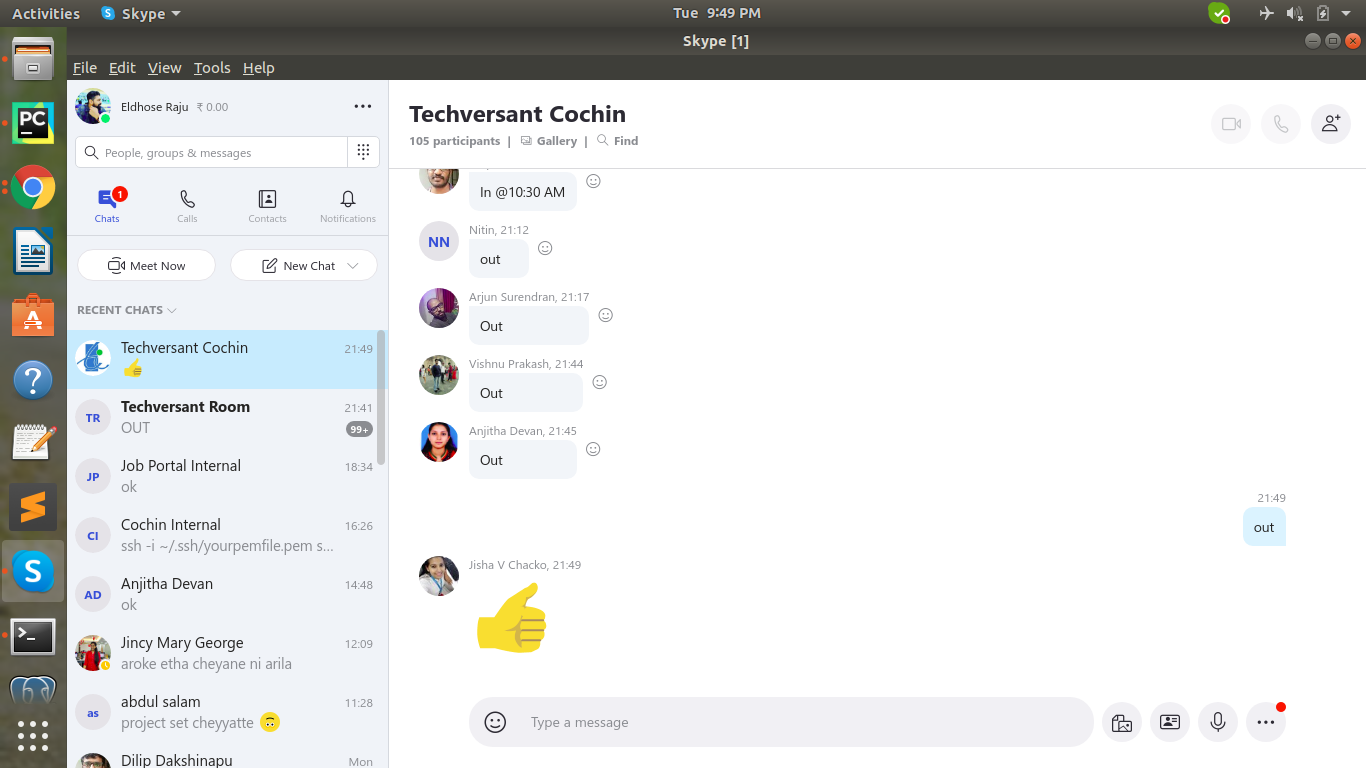 Activities
Skype
Tue 9:49 PM
Skype [1]
File Edit View Tools Help
Eldhose Raju ₹ 0.00
People, groups & messages
1
Chats Calls Contacts Notifications
Meet Now
New Chat
RECENT CHATS
Techversant Cochin 21:49
TR
Techversant Room 21:41
OUT 99+
JP
Job Portal Internal 18:34
ok
CI
Cochin Internal 16:26
ssh -i ~/.ssh/yourpemfile.pem s...
AD
Anjitha Devan 14:48
ok
Jincy Mary George 12:09
aroke etha cheyane ni arila
as
abdul salam 11:28
project set cheyyatte
Dilip Dakshinapu Mon
PC
S
Techversant Cochin
105 participants | Gallery | Find
In @10:30 AM
NN
Nitin, 21:12
out
Arjun Surendran, 21:17
Out
Vishnu Prakash, 21:44
Out
Anjitha Devan, 21:45
Out
21:49
out
Jisha V Chacko, 21:49
Type a message